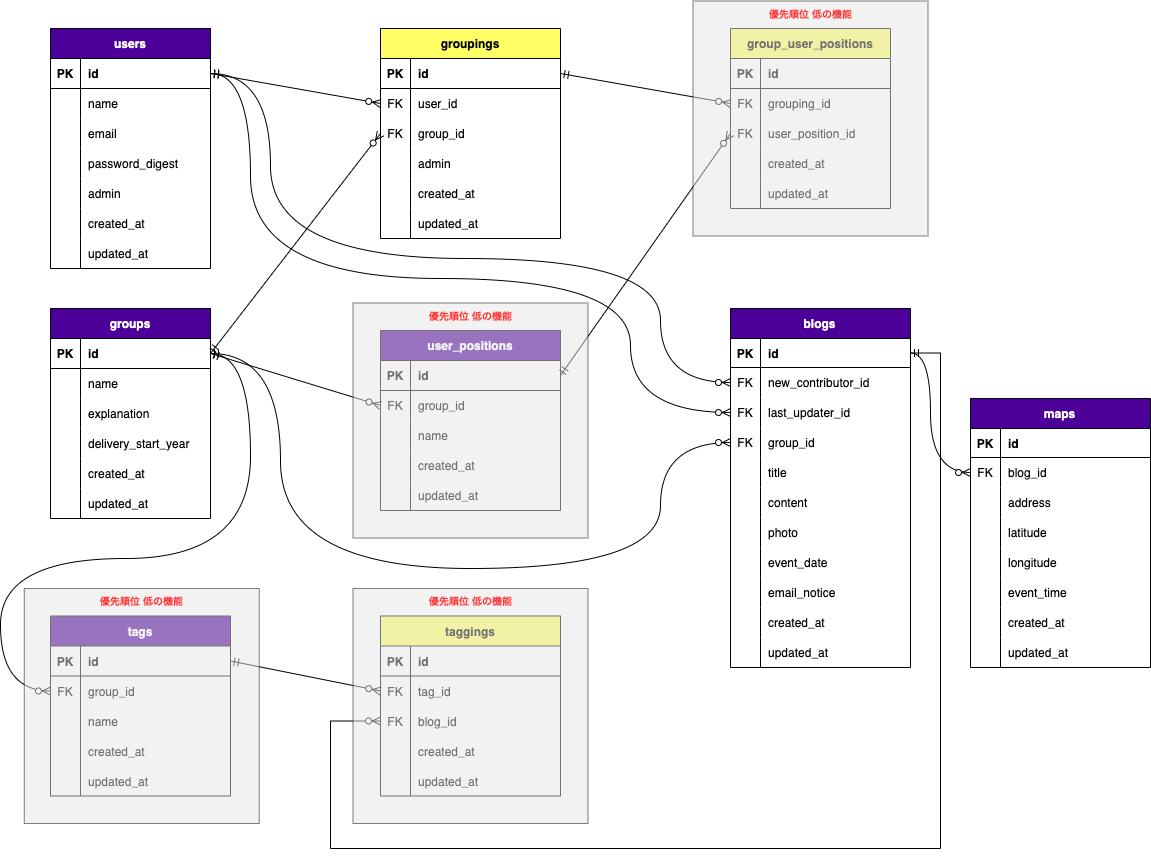 users
PK id
name
email
password_digest
admin
created_at
updated_at
groupings
PK id
FK user_id
FK group_id
admin
created_at
updated_at
優先順位 低の機能
group_user_positions
PK id
FK grouping_id
FK user_position_id
created_at
updated_at
groups
PK id
name
explanation
delivery_start_year
created_at
updated_at
優先順位 低の機能
user_positions
PK id
FK group_id
name
created_at
updated_at
blogs
PK id
FK new_contributor_id
FK last_updater_id
FK group_id
title
content
photo
event_date
email_notice
created_at
updated_at
maps
PK id
FK blog_id
address
latitude
longitude
event_time
created_at
updated_at
優先順位 低の機能
tags
PK id
FK group_id
name
created_at
updated_at
優先順位 低の機能
taggings
PK id
FK tag_id
FK blog_id
created_at
updated_at